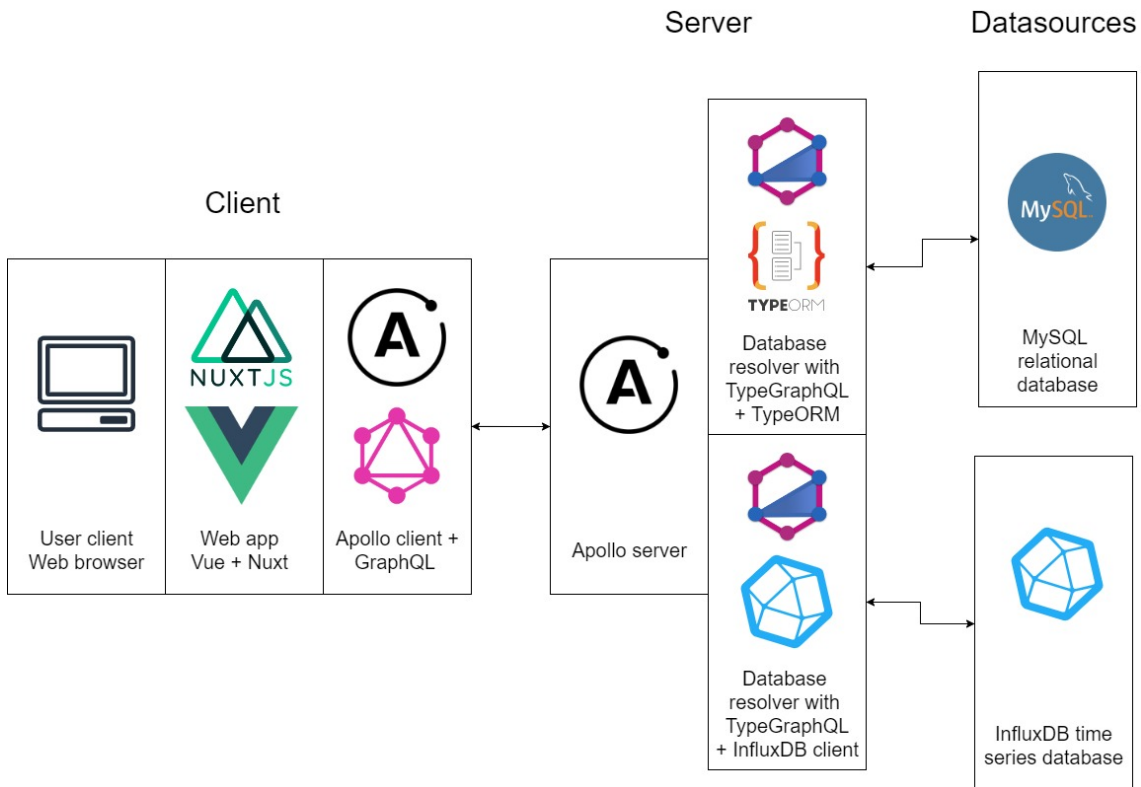 Server
Datasources
Client
NUXTJS
User client
Web browser
Web app
Vue + Nuxt
A
Apollo client +
GraphQL
A
Apollo server
TYPEORM
Database
resolver with
TypeGraphQL
+ TypeORM
Database
resolver with
TypeGraphQL
+ InfluxDB client
MySQL
MySQL
relational
database
InfluxDB time
series database